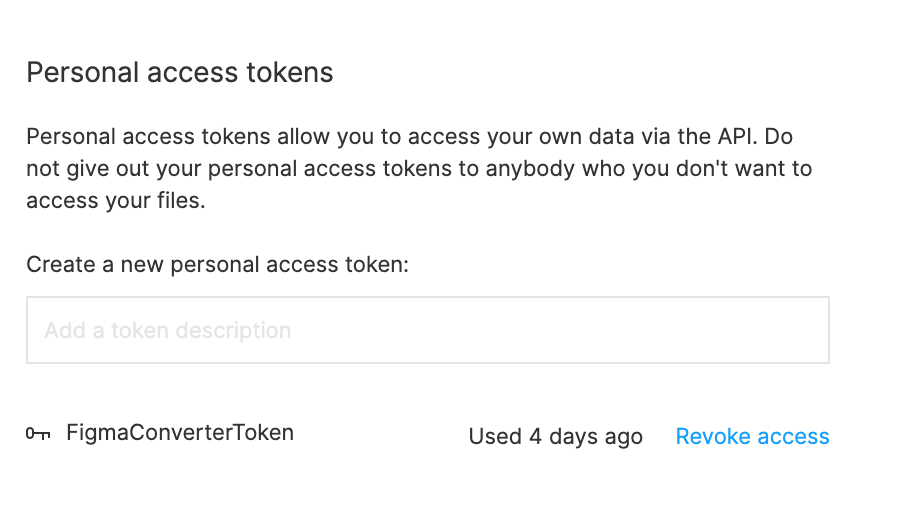 Personal access tokens
Personal access tokens allow you to access your own data via the API. Do
not give out your personal access tokens to anybody who you don't want to
access your files.
Create a new personal access token:
Add a token description
FigmaConverterToken Used 4 days ago Revoke access